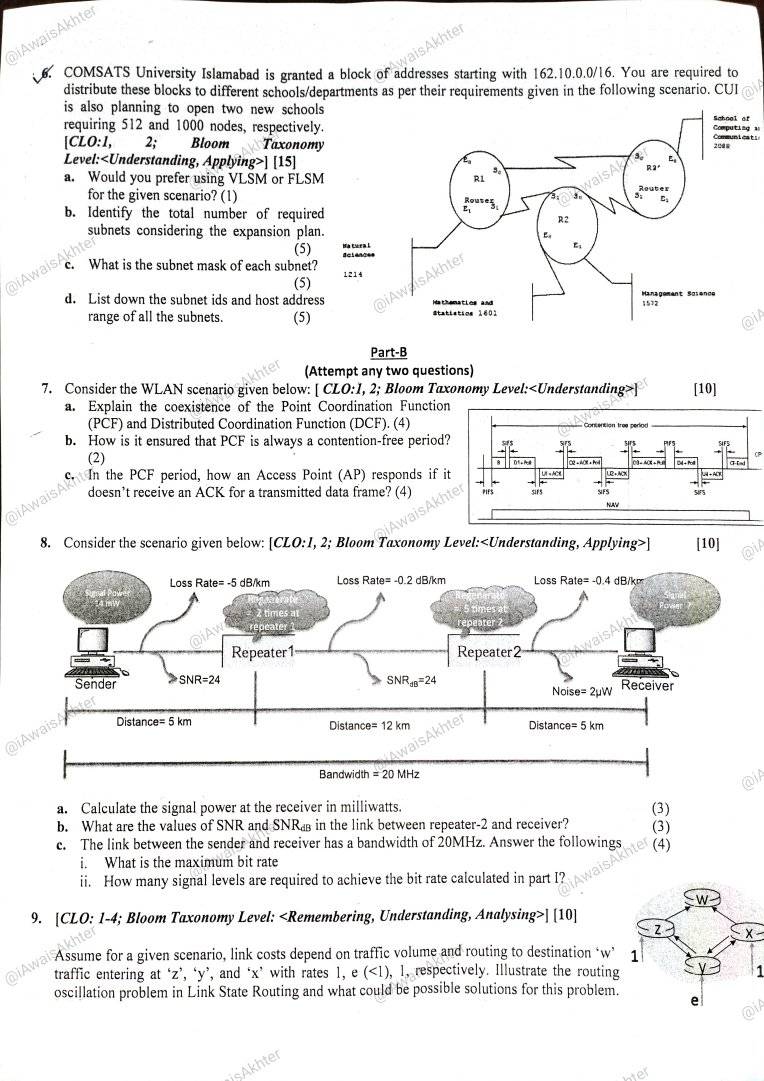 6. COMSATS University Islamabad is granted a block of addresses starting with 162.10.0.0/16. You are required to
distribute these blocks to different schools/departments as per their requirements given in the following scenario. CUI
is also planning to open two new schools
requiring 512 and 1000 nodes, respectively.
[CLO:1, 2; Bloom Taxonomy
Level:<Understanding, Applying>] [15]
a. Would you prefer using VLSM or FLSM
for the given scenario? (1)
b. Identify the total number of required
subnets considering the expansion plan.
(5)
c. What is the subnet mask of each subnet?
(5)
d. List down the subnet ids and host address
range of all the subnets. (5)
School of
Computing
2088
R1
Router
E1
R2
R3
Router
E1
Natural
Sciences
1214
Mathematics and
Statistics 1601
Management Science
1572
Part-B
(Attempt any two questions)
7. Consider the WLAN scenario given below: [ CLO:1, 2; Bloom Taxonomy Level:<Understanding>] [10]
a. Explain the coexistence of the Point Coordination Function
(PCF) and Distributed Coordination Function (DCF). (4)
b. How is it ensured that PCF is always a contention-free period?
(2)
c. In the PCF period, how an Access Point (AP) responds if it
doesn't receive an ACK for a transmitted data frame? (4)
Contention free period
SIFS SIFS SIFS PIFS SIFS
B D1+Poll D2+ACK+Poll D3+ACK+Poll D4+Poll CF-End CP
U1+ACK U2+ACK U4+ACK
PIFS SIFS SIFS SIFS
NAV
8. Consider the scenario given below: [CLO:1, 2; Bloom Taxonomy Level:<Understanding, Applying>] [10]
Signal Power
Loss Rate= -5 dB/km
Regenerate
= 2 times at
repeater 1
Loss Rate= -0.2 dB/km
Regenerate
= 5 times at
repeater 2
Loss Rate= -0.4 dB/km
Signal
Power ?
Repeater1
Repeater2
Sender
SNR=24
SNRdB=24
Noise= 2μW
Receiver
Distance= 5 km
Distance= 12 km
Distance= 5 km
Bandwidth = 20 MHz
a. Calculate the signal power at the receiver in milliwatts. (3)
b. What are the values of SNR and SNRdB in the link between repeater-2 and receiver? (3)
c. The link between the sender and receiver has a bandwidth of 20MHz. Answer the followings (4)
i. What is the maximum bit rate
ii. How many signal levels are required to achieve the bit rate calculated in part I?
9. [CLO: 1-4; Bloom Taxonomy Level: <Remembering, Understanding, Analysing>] [10]
Assume for a given scenario, link costs depend on traffic volume and routing to destination 'w'
traffic entering at 'z', 'y', and 'x' with rates 1, e (<1), 1, respectively. Illustrate the routing
oscillation problem in Link State Routing and what could be possible solutions for this problem.
W
Z
X
y
1
1
e
@iAwaisAkhter